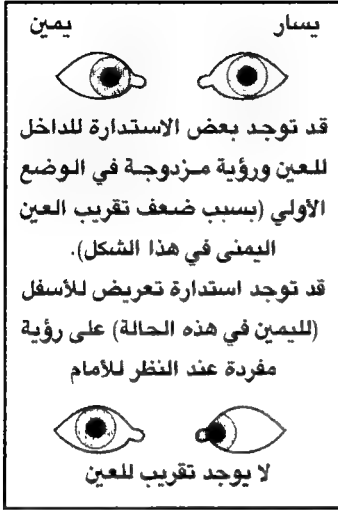 يسار يمين
قد توجد بعض الاستدارة للداخل
للعين ورؤية مزدوجة في الوضع
الأولي (بسبب ضعف تقريب العين
اليمنى في هذا الشكل).
قد توجد استدارة تعريض للأسفل
(لليمين في هذه الحالة) على رؤية
مفردة عند النظر للأمام
لا يوجد تقريب للعين